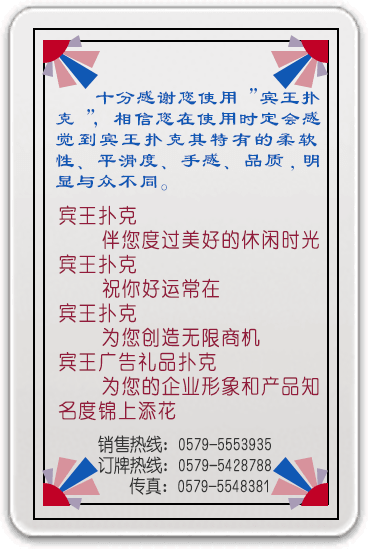 十分感谢您使用“宾王扑
克”，相信您在使用时定会感
觉到宾王扑克其特有的柔软
性、平滑度、手感、品质，明
显与众不同。
宾王扑克
伴您度过美好的休闲时光
宾王扑克
祝你好运常在
宾王扑克
为您创造无限商机
宾王广告礼品扑克
为您的企业形象和产品知
名度锦上添花
销售热线：0579-5553935
订牌热线：0579-5428788
传真：0579-5548381